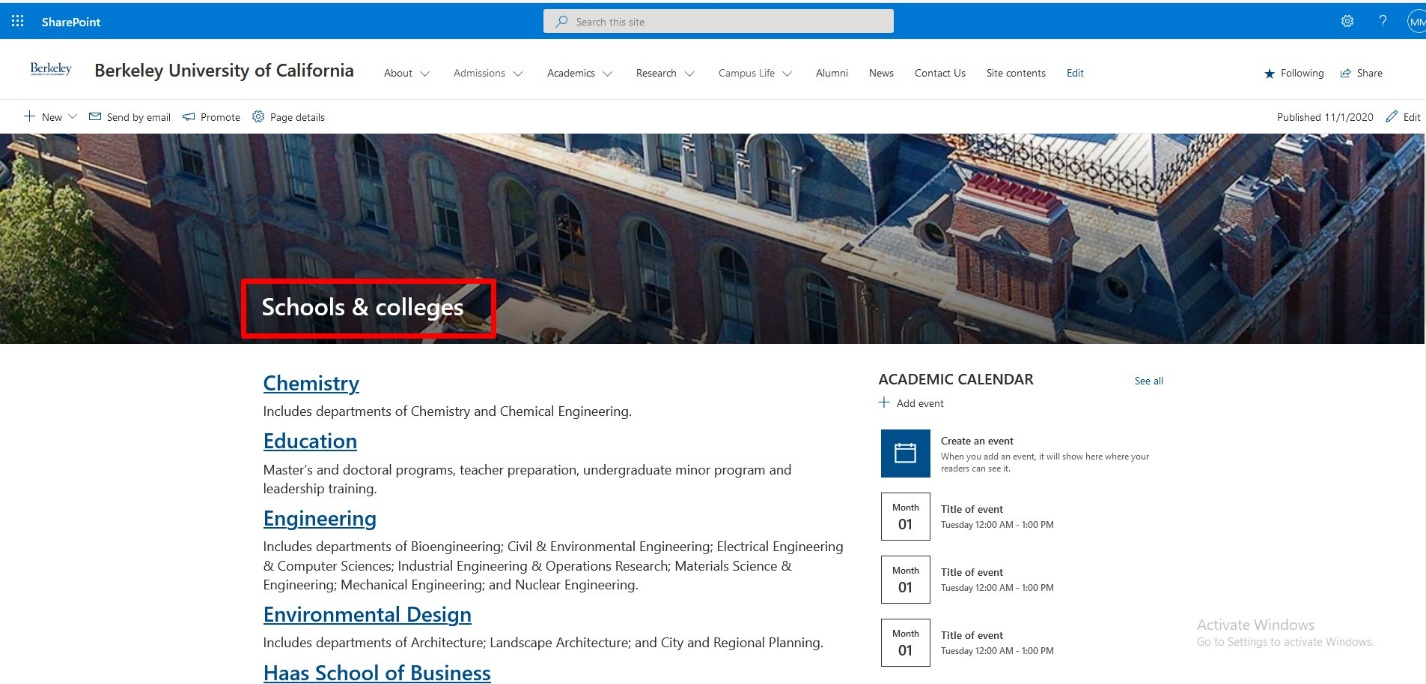 SharePoint
Search this site
?
MM
Berkeley
Berkeley University of California
About
Admissions
Academics
Research
Campus Life
Alumni
News
Contact Us
Site contents
Edit
Following
Share
New
Send by email
Promote
Page details
Published 11/1/2020
Edit
Schools & colleges
Chemistry
Includes departments of Chemistry and Chemical Engineering.
Education
Master's and doctoral programs, teacher preparation, undergraduate minor program and
leadership training.
Engineering
Includes departments of Bioengineering; Civil & Environmental Engineering; Electrical Engineering
& Computer Sciences; Industrial Engineering & Operations Research; Materials Science &
Engineering; Mechanical Engineering; and Nuclear Engineering.
Environmental Design
Includes departments of Architecture; Landscape Architecture; and City and Regional Planning.
Haas School of Business
ACADEMIC CALENDAR
See all
Add event
Create an event
When you add an event, it will show here where your
readers can see it.
Month
01
Title of event
Tuesday 12:00 AM - 1:00 PM
Month
01
Title of event
Tuesday 12:00 AM - 1:00 PM
Month
01
Title of event
Tuesday 12:00 AM - 1:00 PM
Activate Windows
Go to Settings to activate Windows.